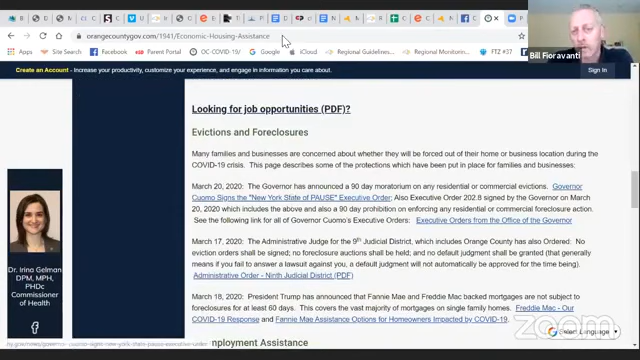 orangecountygov.com/1941/Economic-Housing-Assistance
Apps
Site Search
Facebook
Parent Portal
OC-COVID-19/
Google
iCloud
Regional Guidelines...
Regional Monitoring...
FTZ #37
Bill Fioravanti
Create an Account - Increase your productivity, customize your experience, and engage in information you care about.
Sign In
Looking for job opportunities (PDF)?
Evictions and Foreclosures
Many families and businesses are concerned about whether they will be forced out of their home or business location during the
COVID-19 crisis. This page describes some of the protections which have been put in place for families and businesses:
March 20, 2020: The Governor has announced a 90 day moratorium on any residential or commercial evictions. Governor
Cuomo Signs the "New York State of PAUSE" Executive Order; Also Executive Order 202.8 signed by the Governor on March
20, 2020 which includes the above and also a 90 day prohibition on enforcing any residential or commercial foreclosure action.
See the following link for all of Governor Cuomo's Executive Orders: Executive Orders from the Office of the Governor
March 17, 2020: The Administrative Judge for the 9th Judicial District, which includes Orange County has also Ordered: No
eviction orders shall be signed; no foreclosure auctions shall be held; and no default judgment shall be granted (that generally
means if you fail to answer a lawsuit against you, a default judgment will not automatically be approved for the time being).
Administrative Order - Ninth Judicial District (PDF)
March 18, 2020: President Trump has announced that Fannie Mae and Freddie Mac backed mortgages are not subject to
foreclosures for at least 60 days. This covers the vast majority of mortgages on single family homes. Freddie Mac - Our
COVID-19 Response and Fannie Mae Assistance Options for Homeowners Impacted by COVID-19.
Dr. Irina Gelman
DPM, MPH,
PHDc
Commissioner
of Health
Select Language
zoom
nployment Assistance